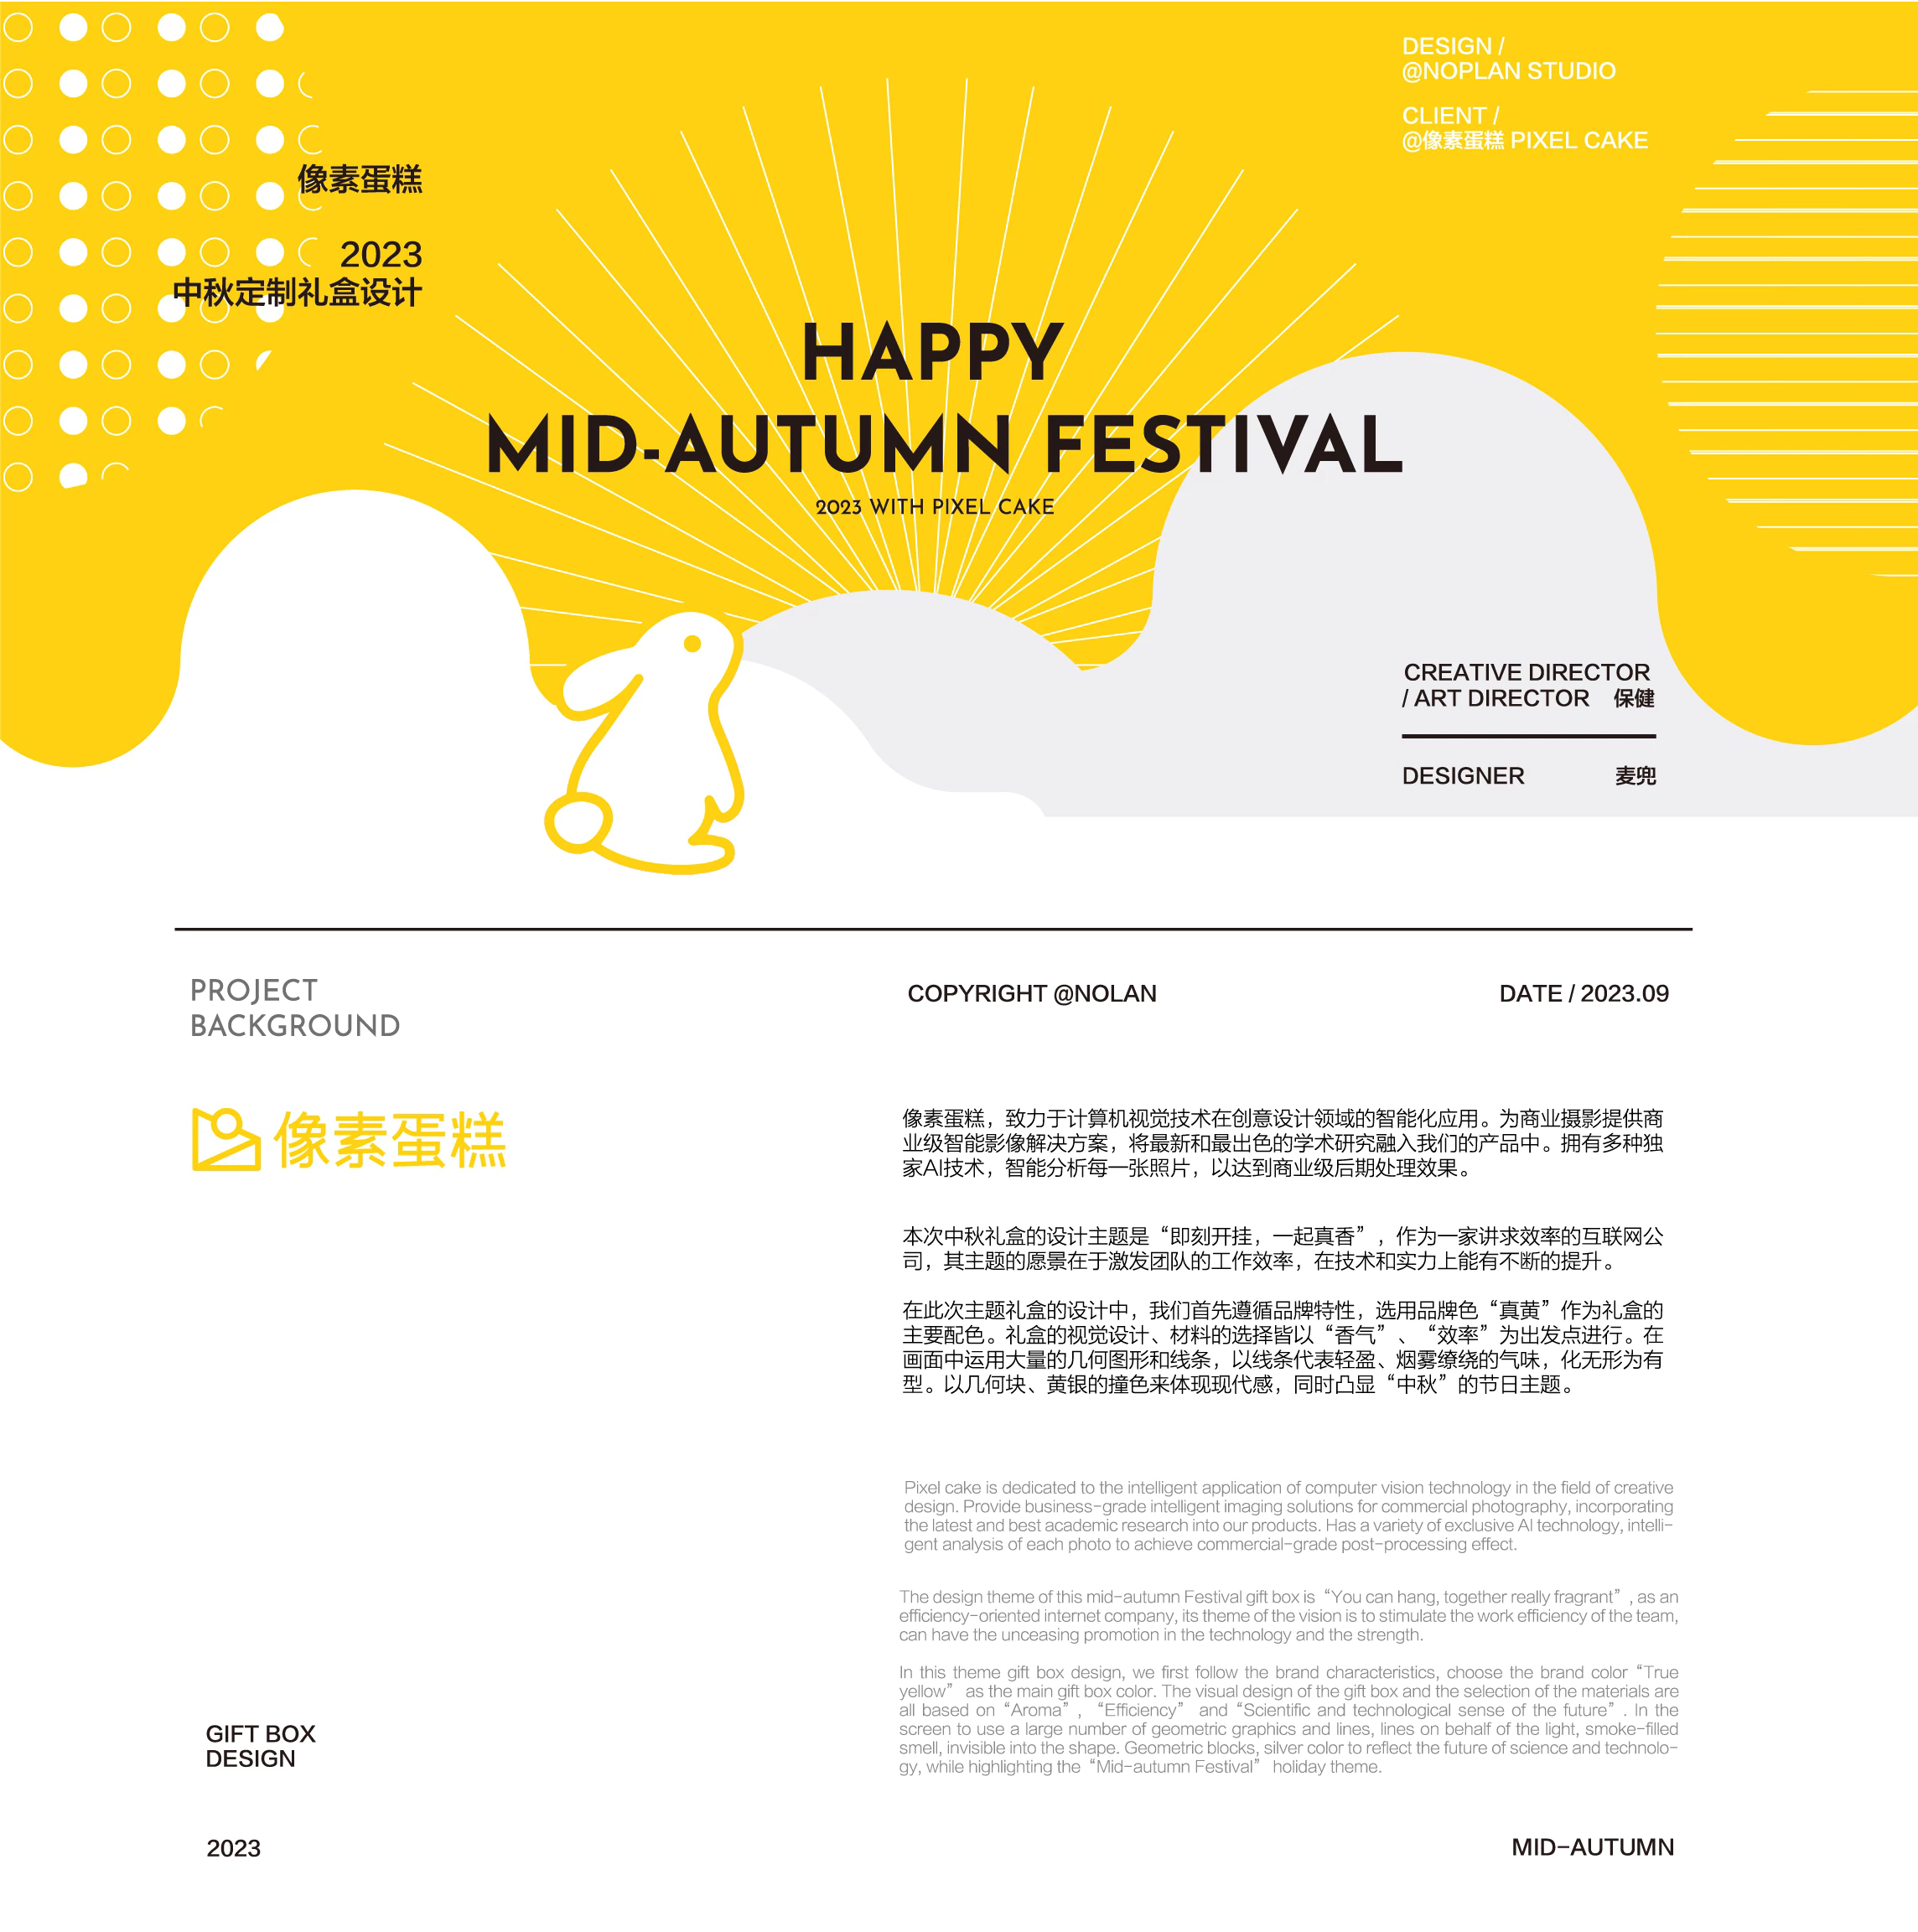 DESIGN /
@NOPLAN STUDIO
CLIENT /
@像素蛋糕 PIXEL CAKE
像素蛋糕
2023
中秋定制礼盒设计
HAPPY
MID-AUTUMN FESTIVAL
2023 WITH PIXEL CAKE
CREATIVE DIRECTOR
/ ART DIRECTOR 保健
DESIGNER 麦兜
PROJECT
BACKGROUND
COPYRIGHT @NOLAN
DATE / 2023.09
像素蛋糕
像素蛋糕，致力于计算机视觉技术在创意设计领域的智能化应用。为商业摄影提供商
业级智能影像解决方案，将最新和最出色的学术研究融入我们的产品中。拥有多种独
家AI技术，智能分析每一张照片，以达到商业级后期处理效果。
本次中秋礼盒的设计主题是“即刻开挂，一起真香”，作为一家讲求效率的互联网公
司，其主题的愿景在于激发团队的工作效率，在技术和实力上能有不断的提升。
在此次主题礼盒的设计中，我们首先遵循品牌特性，选用品牌色“真黄”作为礼盒的
主要配色。礼盒的视觉设计、材料的选择皆以“香气”、“效率”为出发点进行。在
画面中运用大量的几何图形和线条，以线条代表轻盈、烟雾缭绕的气味，化无形为有
型。以几何块、黄银的撞色来体现现代感，同时凸显“中秋”的节日主题。
Pixel cake is dedicated to the intelligent application of computer vision technology in the field of creative
design. Provide business-grade intelligent imaging solutions for commercial photography, incorporating
the latest and best academic research into our products. Has a variety of exclusive AI technology, intelli-
gent analysis of each photo to achieve commercial-grade post-processing effect.
The design theme of this mid-autumn Festival gift box is “You can hang, together really fragrant”, as an
efficiency-oriented internet company, its theme of the vision is to stimulate the work efficiency of the team,
can have the unceasing promotion in the technology and the strength.
In this theme gift box design, we first follow the brand characteristics, choose the brand color “True
yellow” as the main gift box color. The visual design of the gift box and the selection of the materials are
all based on “Aroma”, “Efficiency” and “Scientific and technological sense of the future”. In the
screen to use a large number of geometric graphics and lines, lines on behalf of the light, smoke-filled
smell, invisible into the shape. Geometric blocks, silver color to reflect the future of science and technolo-
gy, while highlighting the “Mid-autumn Festival” holiday theme.
GIFT BOX
DESIGN
2023
MID-AUTUMN